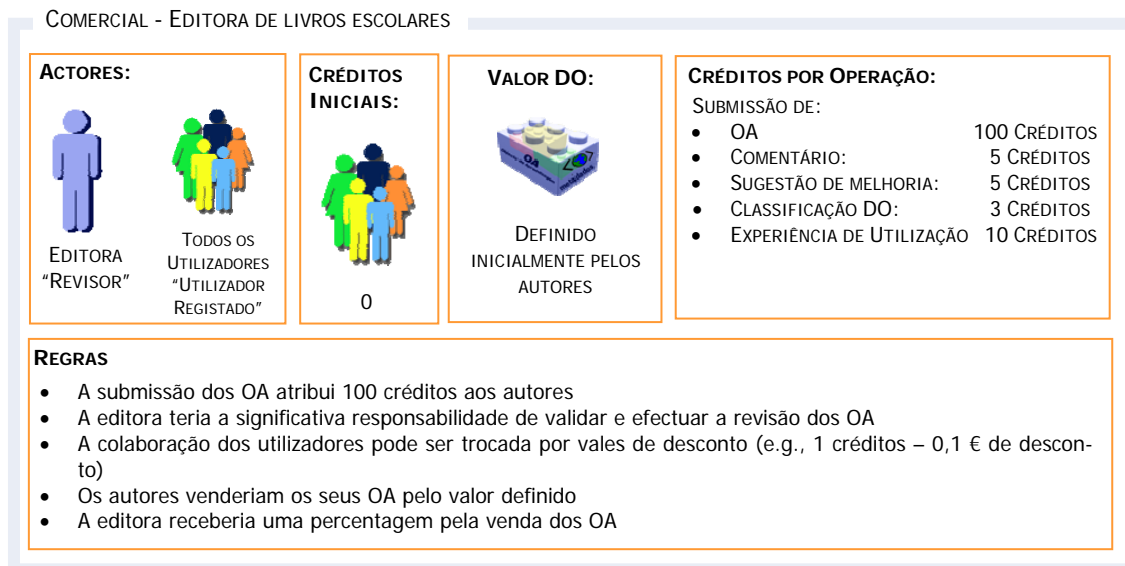 COMERCIAL - EDITORA DE LIVROS ESCOLARES
ACTORES:
EDITORA
"REVISOR"
TODOS OS
UTILIZADORES
"UTILIZADOR
REGISTADO"
CRÉDITOS
INICIAIS:
0
VALOR DO:
OA
DEFINIDO
INICIALMENTE PELOS
AUTORES
CRÉDITOS POR OPERAÇÃO:
SUBMISSÃO DE:
• OA 100 CRÉDITOS
• COMENTÁRIO: 5 CRÉDITOS
• SUGESTÃO DE MELHORIA: 5 CRÉDITOS
• CLASSIFICAÇÃO DO: 3 CRÉDITOS
• EXPERIÊNCIA DE UTILIZAÇÃO 10 CRÉDITOS
REGRAS
• A submissão dos OA atribui 100 créditos aos autores
• A editora teria a significativa responsabilidade de validar e efectuar a revisão dos OA
• A colaboração dos utilizadores pode ser trocada por vales de desconto (e.g., 1 créditos – 0,1 € de descon-
to)
• Os autores venderiam os seus OA pelo valor definido
• A editora receberia uma percentagem pela venda dos OA